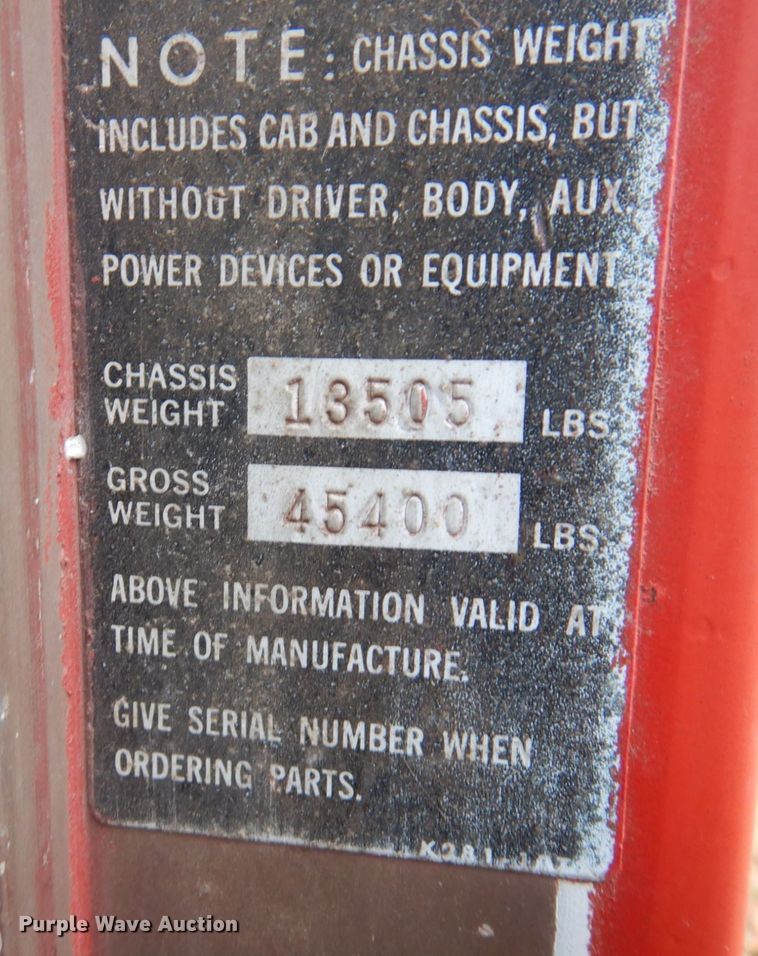 NOTE: CHASSIS WEIGHT
INCLUDES CAB AND CHASSIS, BUT
WITHOUT DRIVER, BODY, AUX.
POWER DEVICES OR EQUIPMENT
CHASSIS
WEIGHT 13505 LBS.
GROSS
WEIGHT 45400 LBS.
ABOVE INFORMATION VALID AT
TIME OF MANUFACTURE.
GIVE SERIAL NUMBER WHEN
ORDERING PARTS.
Purple Wave Auction